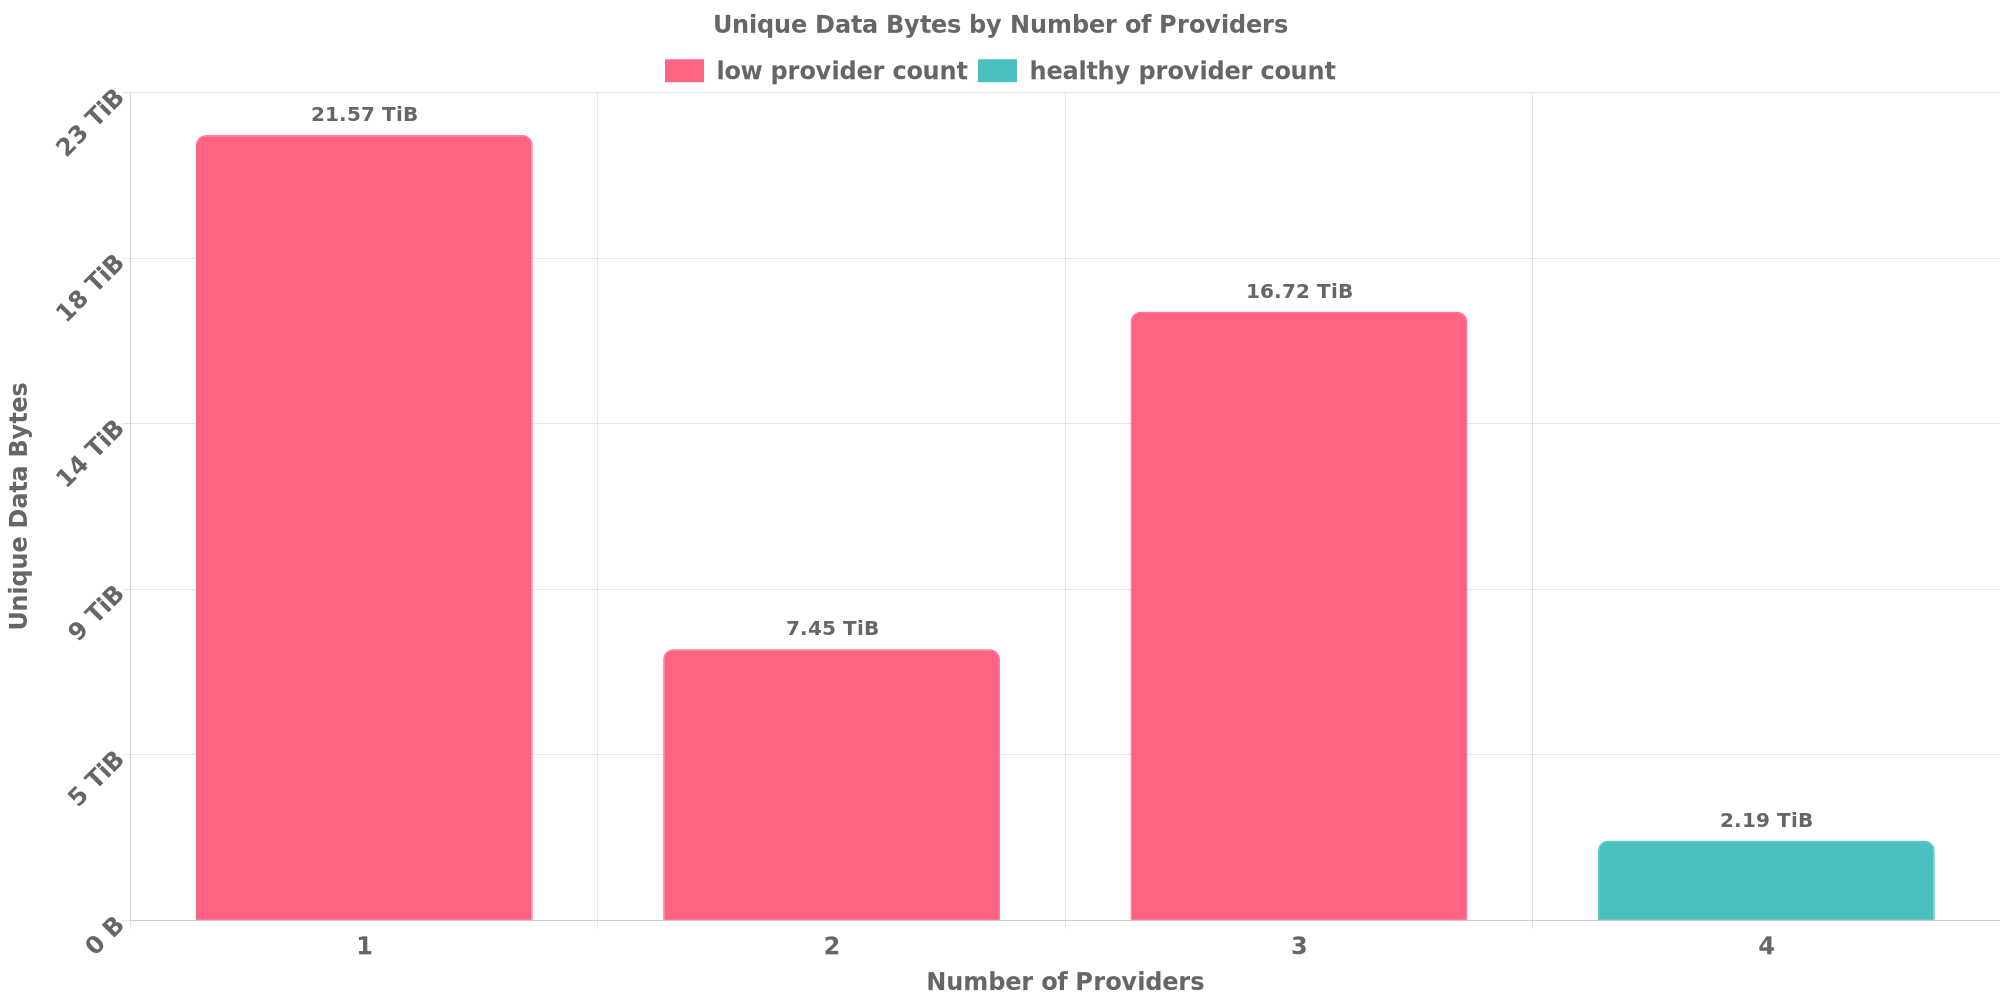 Unique Data Bytes by Number of Providers
low provider count
healthy provider count
23 TiB
18 TiB
14 TiB
9 TiB
5 TiB
0 B
Unique Data Bytes
21.57 TiB
7.45 TiB
16.72 TiB
2.19 TiB
1
2
3
4
Number of Providers